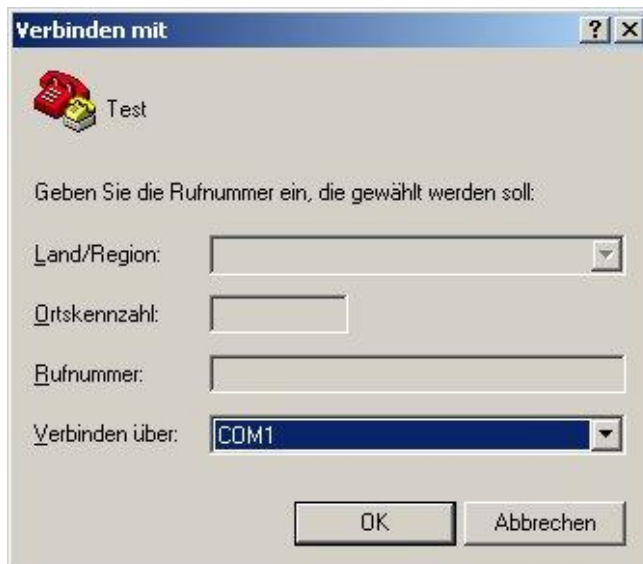 Verbinden mit
Test
Geben Sie die Rufnummer ein, die gewählt werden soll:
Land/Region:
Ortskennzahl:
Rufnummer:
Verbinden über: COM1
OK Abbrechen